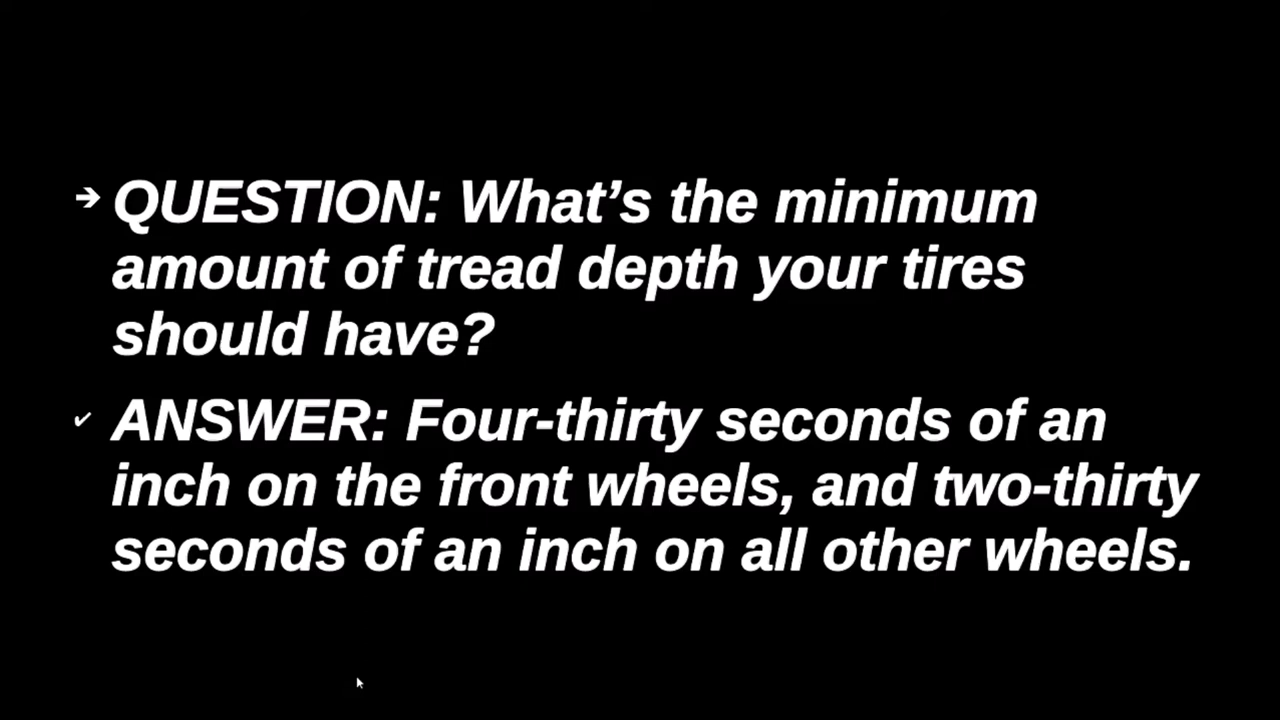 ➔ QUESTION: What’s the minimum
amount of tread depth your tires
should have?
✔ ANSWER: Four-thirty seconds of an
inch on the front wheels, and two-thirty
seconds of an inch on all other wheels.